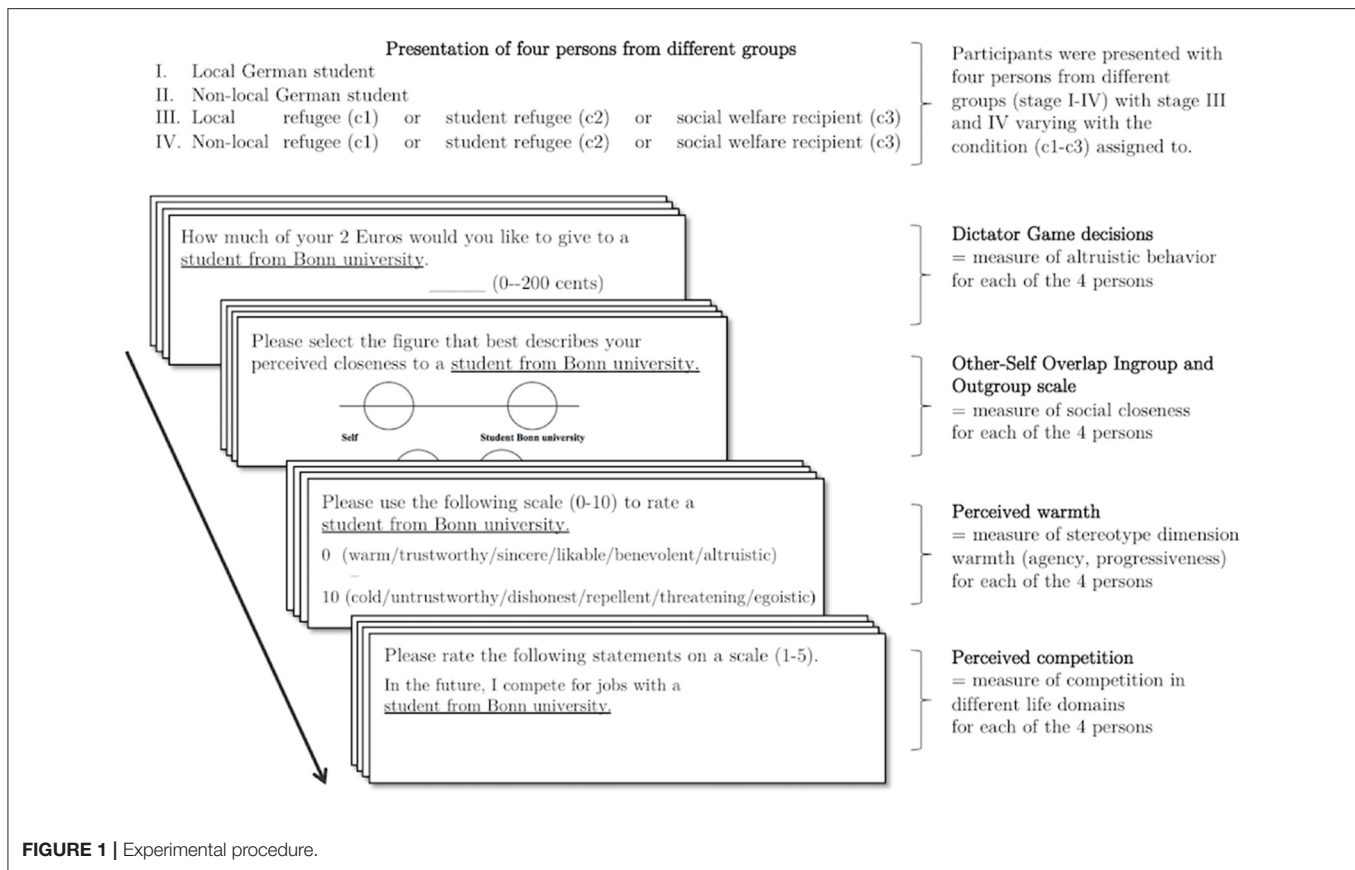 Presentation of four persons from different groups
I. Local German student
II. Non-local German student
III. Local refugee (c1) or student refugee (c2) or social welfare recipient (c3)
IV. Non-local refugee (c1) or student refugee (c2) or social welfare recipient (c3)
Participants were presented with
four persons from different
groups (stage I-IV) with stage III
and IV varying with the
condition (c1-c3) assigned to.
How much of your 2 Euros would you like to give to a
student from Bonn university.
______ (0--200 cents)
Dictator Game decisions
= measure of altruistic behavior
for each of the 4 persons
Please select the figure that best describes your
perceived closeness to a student from Bonn university.
Self Student Bonn university
Other-Self Overlap Ingroup and
Outgroup scale
= measure of social closeness
for each of the 4 persons
Please use the following scale (0-10) to rate a
student from Bonn university.
0 (warm/trustworthy/sincere/likable/benevolent/altruistic)
–
10 (cold/untrustworthy/dishonest/repellent/threatening/egoistic)
Perceived warmth
= measure of stereotype dimension
warmth (agency, progressiveness)
for each of the 4 persons
Please rate the following statements on a scale (1-5).
In the future, I compete for jobs with a
student from Bonn university.
Perceived competition
= measure of competition in
different life domains
for each of the 4 persons
FIGURE 1 | Experimental procedure.